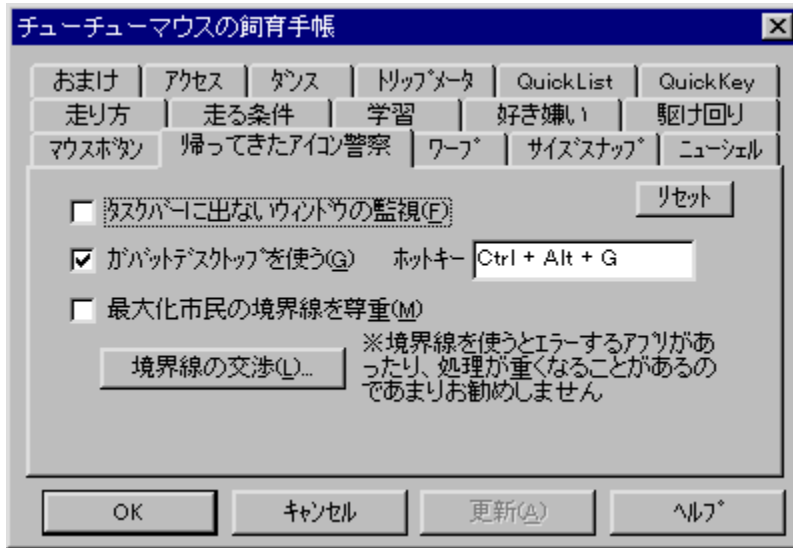 チューチューマウスの飼育手帳
おまけ ｱｸｾｽ ﾀﾞﾝｽ ﾄﾘｯﾌﾟﾒｰﾀ QuickList QuickKey
走り方 走る条件 学習 好き嫌い 駆け回り
ﾏｳｽﾎﾞﾀﾝ 帰ってきたｱｲｺﾝ警察 ﾜｰﾌﾟ ｻｲｽﾞｽﾅｯﾌﾟ ﾆｭｰｼｪﾙ
ﾘｾｯﾄ
ﾀｽｸﾊﾞｰに出ないｳｨﾝﾄﾞｳの監視(F)
ｶﾞﾊﾞｯﾄﾃﾞｽｸﾄｯﾌﾟを使う(G) ﾎｯﾄｷｰ Ctrl + Alt + G
最大化市民の境界線を尊重(M)
境界線の交渉(L)...
※境界線を使うとｴﾗｰするｱﾌﾟﾘがあ
ったり、処理が重くなることがあるの
であまりお勧めしません
OK ｷｬﾝｾﾙ 更新(A) ﾍﾙﾌﾟ